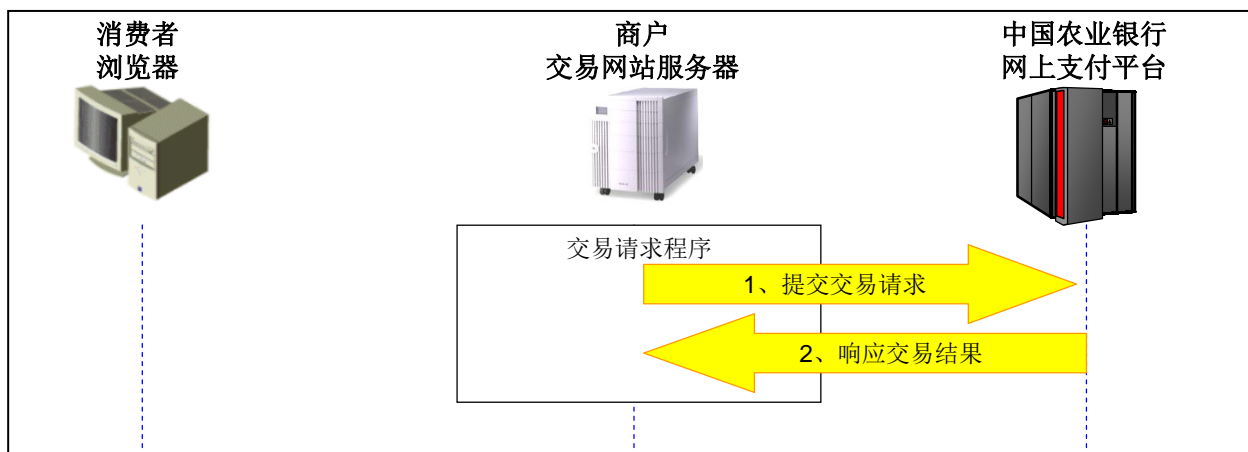 消费者
浏览器
商户
交易网站服务器
中国农业银行
网上支付平台
交易请求程序
1、提交交易请求
2、响应交易结果